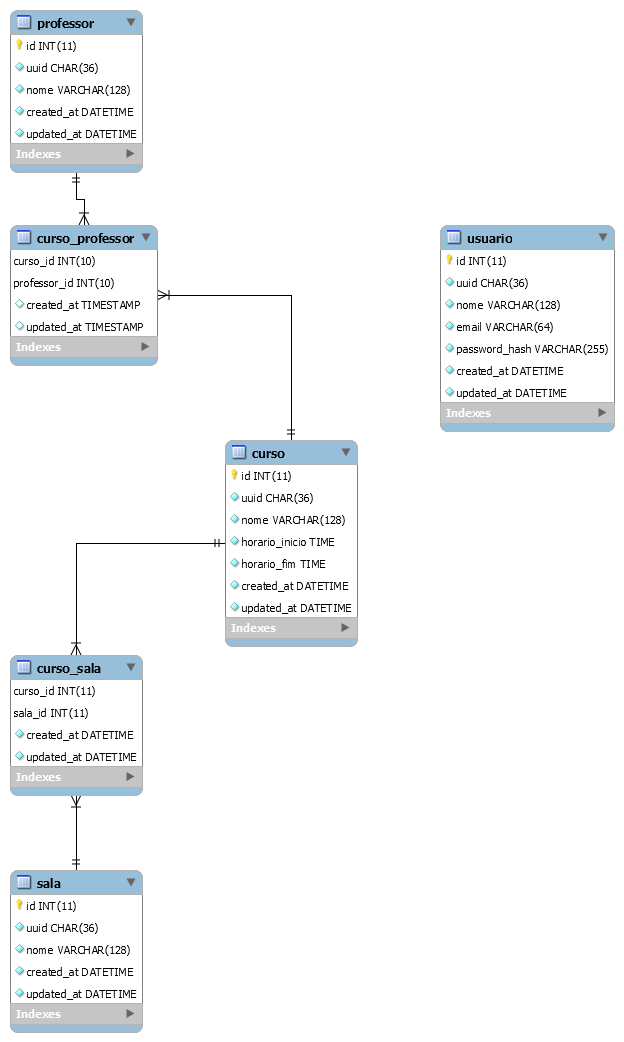 professor
id INT(11)
uuid CHAR(36)
nome VARCHAR(128)
created_at DATETIME
updated_at DATETIME
Indexes
curso_professor
curso_id INT(10)
professor_id INT(10)
created_at TIMESTAMP
updated_at TIMESTAMP
Indexes
usuario
id INT(11)
uuid CHAR(36)
nome VARCHAR(128)
email VARCHAR(64)
password_hash VARCHAR(255)
created_at DATETIME
updated_at DATETIME
Indexes
curso
id INT(11)
uuid CHAR(36)
nome VARCHAR(128)
horario_inicio TIME
horario_fim TIME
created_at DATETIME
updated_at DATETIME
Indexes
curso_sala
curso_id INT(11)
sala_id INT(11)
created_at DATETIME
updated_at DATETIME
Indexes
sala
id INT(11)
uuid CHAR(36)
nome VARCHAR(128)
created_at DATETIME
updated_at DATETIME
Indexes